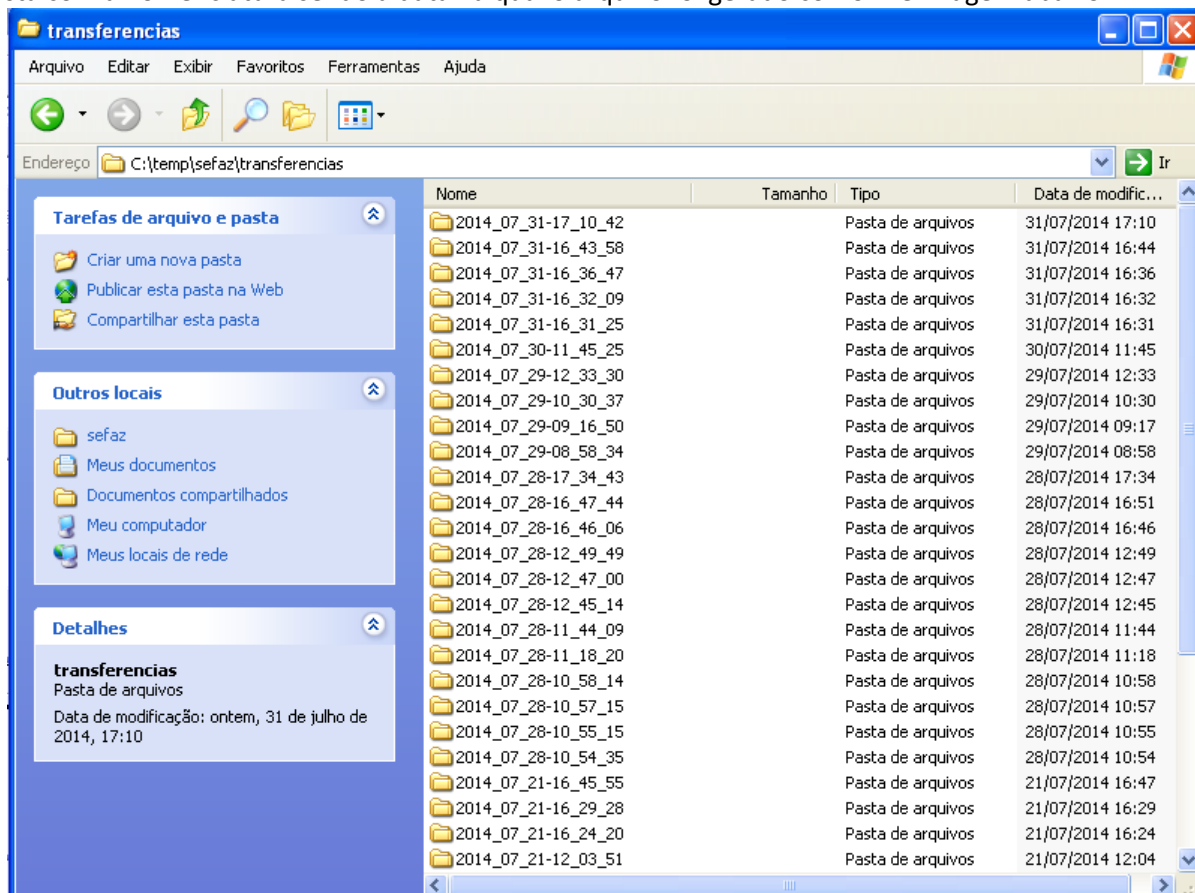 transferencias
Arquivo Editar Exibir Favoritos Ferramentas Ajuda
Endereço C:\temp\sefaz\transferencias Ir
Tarefas de arquivo e pasta
Criar uma nova pasta
Publicar esta pasta na Web
Compartilhar esta pasta
Outros locais
sefaz
Meus documentos
Documentos compartilhados
Meu computador
Meus locais de rede
Detalhes
transferencias
Pasta de arquivos
Data de modificação: ontem, 31 de julho de
2014, 17:10
Nome Tamanho Tipo Data de modific...
2014_07_31-17_10_42 Pasta de arquivos 31/07/2014 17:10
2014_07_31-16_43_58 Pasta de arquivos 31/07/2014 16:44
2014_07_31-16_36_47 Pasta de arquivos 31/07/2014 16:36
2014_07_31-16_32_09 Pasta de arquivos 31/07/2014 16:32
2014_07_31-16_31_25 Pasta de arquivos 31/07/2014 16:31
2014_07_30-11_45_25 Pasta de arquivos 30/07/2014 11:45
2014_07_29-12_33_30 Pasta de arquivos 29/07/2014 12:33
2014_07_29-10_30_37 Pasta de arquivos 29/07/2014 10:30
2014_07_29-09_16_50 Pasta de arquivos 29/07/2014 09:17
2014_07_29-08_58_34 Pasta de arquivos 29/07/2014 08:58
2014_07_28-17_34_43 Pasta de arquivos 28/07/2014 17:34
2014_07_28-16_47_44 Pasta de arquivos 28/07/2014 16:51
2014_07_28-16_46_06 Pasta de arquivos 28/07/2014 16:46
2014_07_28-12_49_49 Pasta de arquivos 28/07/2014 12:49
2014_07_28-12_47_00 Pasta de arquivos 28/07/2014 12:47
2014_07_28-12_45_14 Pasta de arquivos 28/07/2014 12:45
2014_07_28-11_44_09 Pasta de arquivos 28/07/2014 11:44
2014_07_28-11_18_20 Pasta de arquivos 28/07/2014 11:18
2014_07_28-10_58_14 Pasta de arquivos 28/07/2014 10:58
2014_07_28-10_57_15 Pasta de arquivos 28/07/2014 10:57
2014_07_28-10_55_15 Pasta de arquivos 28/07/2014 10:55
2014_07_28-10_54_35 Pasta de arquivos 28/07/2014 10:54
2014_07_21-16_45_55 Pasta de arquivos 21/07/2014 16:47
2014_07_21-16_29_28 Pasta de arquivos 21/07/2014 16:29
2014_07_21-16_24_20 Pasta de arquivos 21/07/2014 16:24
2014_07_21-12_03_51 Pasta de arquivos 21/07/2014 12:04